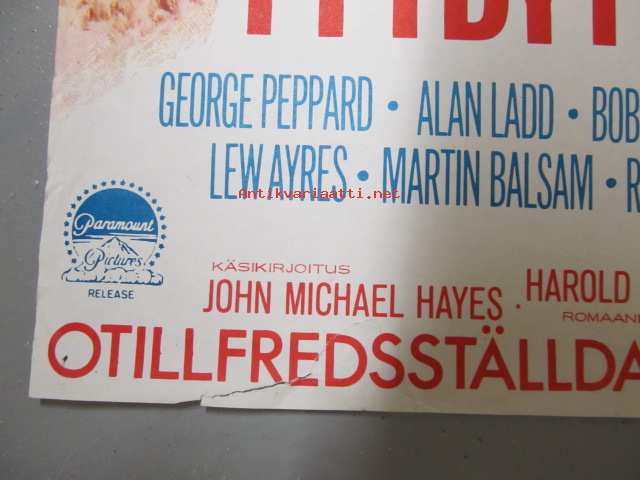 GEORGE PEPPARD • ALAN LADD • BOB
LEW AYRES • MARTIN BALSAM • R
Antikvariaatti.net
Paramount
Pictures
RELEASE
KÄSIKIRJOITUS
JOHN MICHAEL HAYES . HAROLD
ROMAANI
OTILLFREDSSTÄLLDA